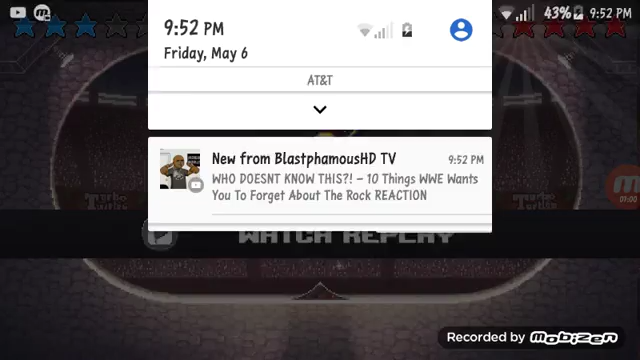 43% 9:52 PM
9:52 PM
Friday, May 6
AT&T
New from BlastphamousHD TV 9:52 PM
WHO DOESNT KNOW THIS?! – 10 Things WWE Wants
You To Forget About The Rock REACTION
WATCH REPLAY
Recorded by mobizen